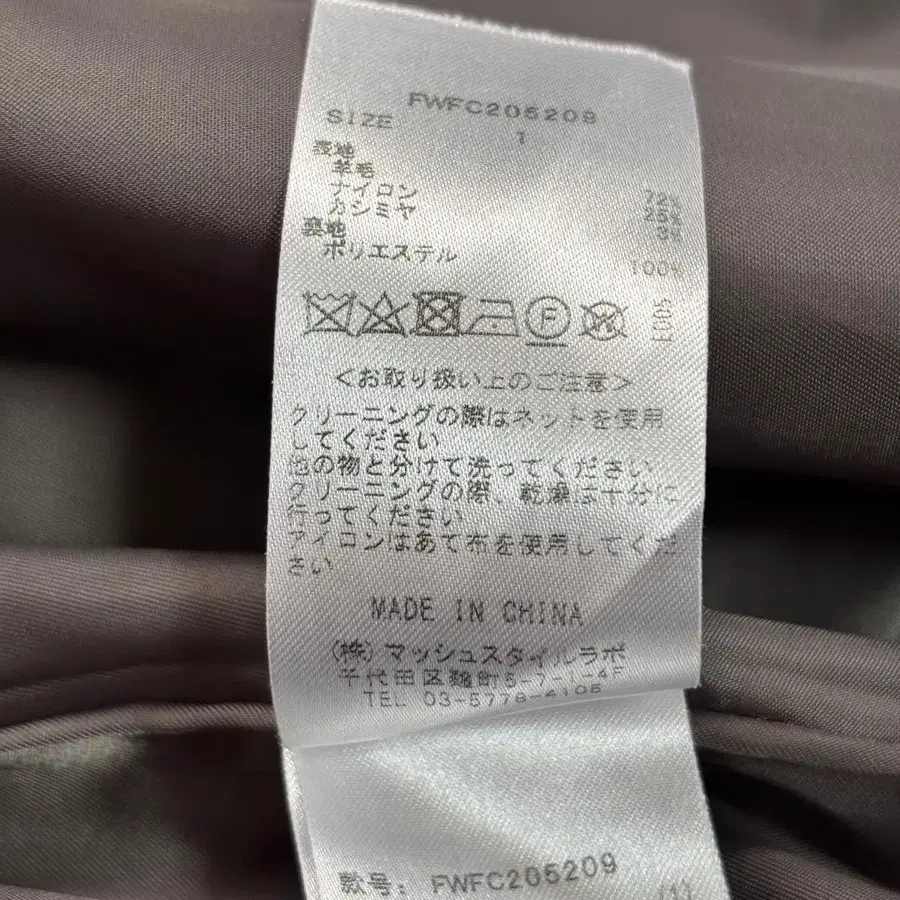 FWFC205209
SIZE 1
表地
羊毛 72%
ナイロン 25%
カシミヤ 3%
裏地
ポリエステル 100%
F
H05
<お取り扱い上のご注意>
クリーニングの際はネットを使用
してください
他の物と分けて洗ってください
クリーニングの際、乾燥は十分に
行ってください
アイロンはあて布を使用してくだ
さい
MADE IN CHINA
(株)マッシュスタイルラボ
千代田区麹町5-7-1-4F
TEL 03-5778-4105
款号: FWFC205209
(1)